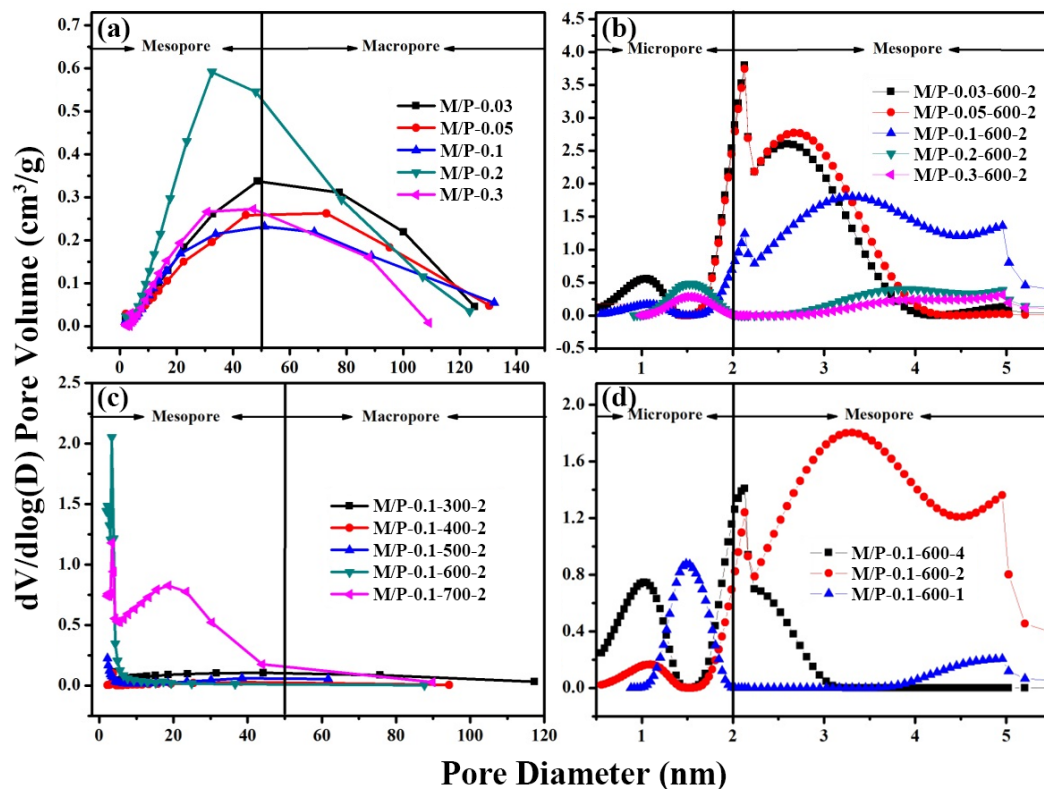 dV/dlog(D) Pore Volume (cm³/g)
(a)
Mesopore
Macropore
M/P-0.03
M/P-0.05
M/P-0.1
M/P-0.2
M/P-0.3
0.7
0.6
0.5
0.4
0.3
0.2
0.1
0.0
0 20 40 60 80 100 120 140
(b)
Micropore
Mesopore
M/P-0.03-600-2
M/P-0.05-600-2
M/P-0.1-600-2
M/P-0.2-600-2
M/P-0.3-600-2
4.5
4.0
3.5
3.0
2.5
2.0
1.5
1.0
0.5
0.0
-0.5
1 2 3 4 5
(c)
Mesopore
Macropore
M/P-0.1-300-2
M/P-0.1-400-2
M/P-0.1-500-2
M/P-0.1-600-2
M/P-0.1-700-2
2.5
2.0
1.5
1.0
0.5
0.0
0 20 40 60 80 100 120
(d)
Micropore
Mesopore
M/P-0.1-600-4
M/P-0.1-600-2
M/P-0.1-600-1
2.0
1.6
1.2
0.8
0.4
0.0
1 2 3 4 5
Pore Diameter (nm)